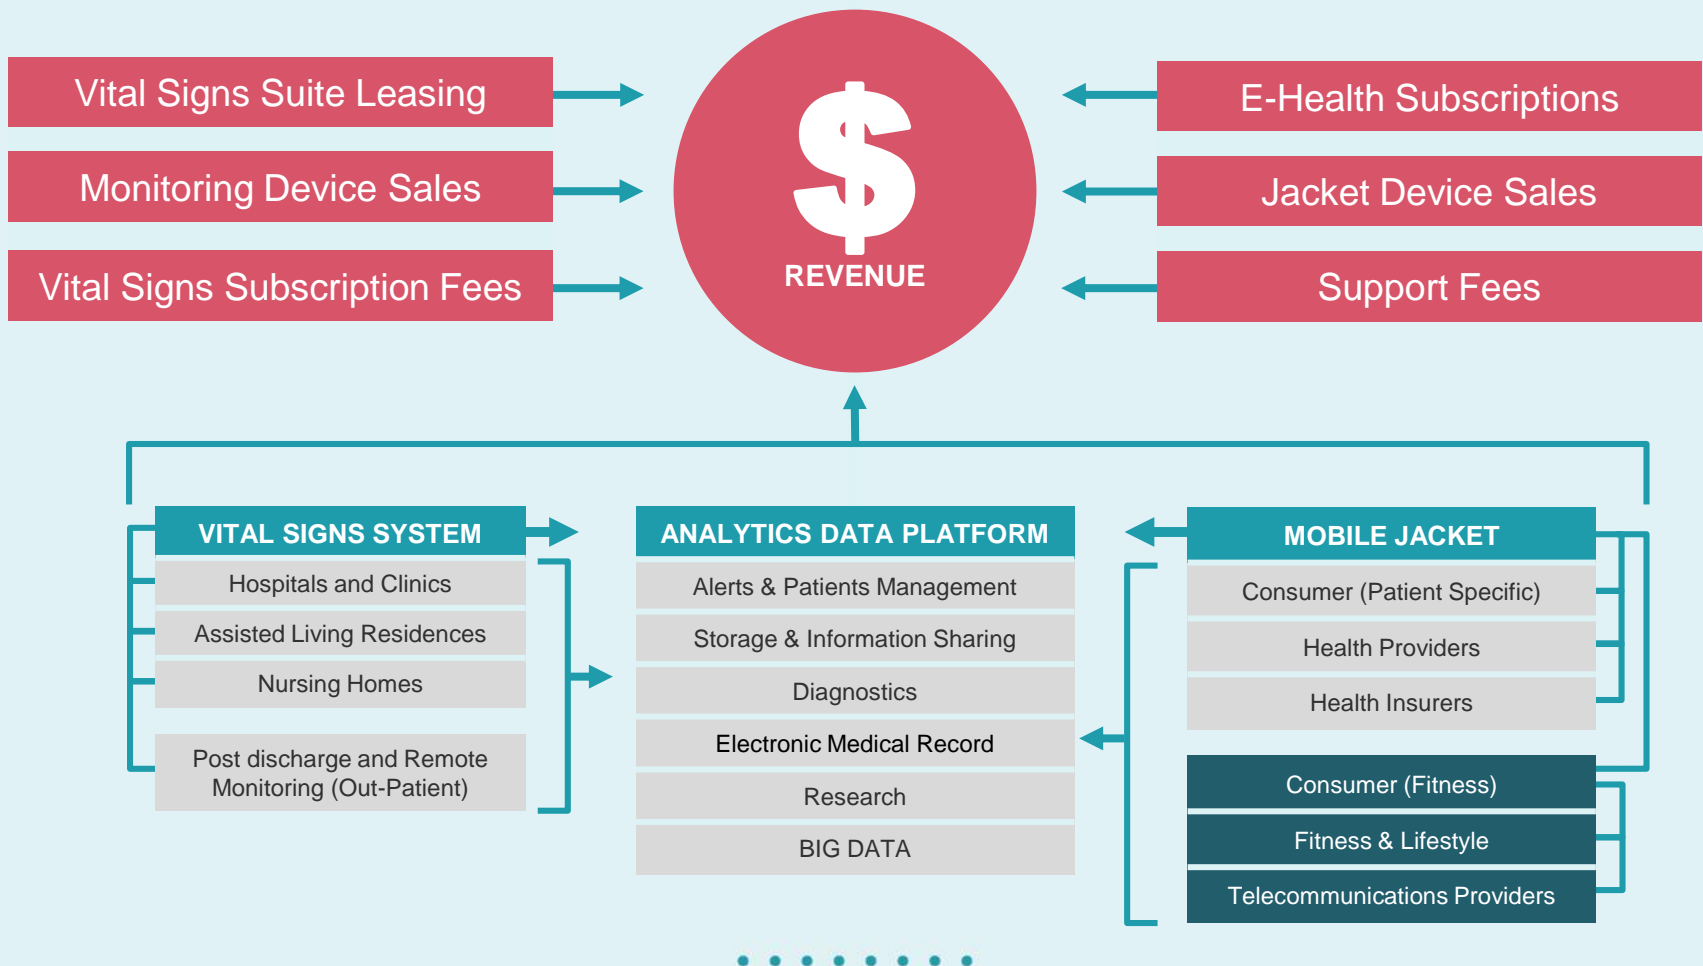 Vital Signs Suite Leasing
Monitoring Device Sales
Vital Signs Subscription Fees
$
REVENUE
E-Health Subscriptions
Jacket Device Sales
Support Fees
VITAL SIGNS SYSTEM
Hospitals and Clinics
Assisted Living Residences
Nursing Homes
Post discharge and Remote
Monitoring (Out-Patient)
ANALYTICS DATA PLATFORM
Alerts & Patients Management
Storage & Information Sharing
Diagnostics
Electronic Medical Record
Research
BIG DATA
MOBILE JACKET
Consumer (Patient Specific)
Health Providers
Health Insurers
Consumer (Fitness)
Fitness & Lifestyle
Telecommunications Providers